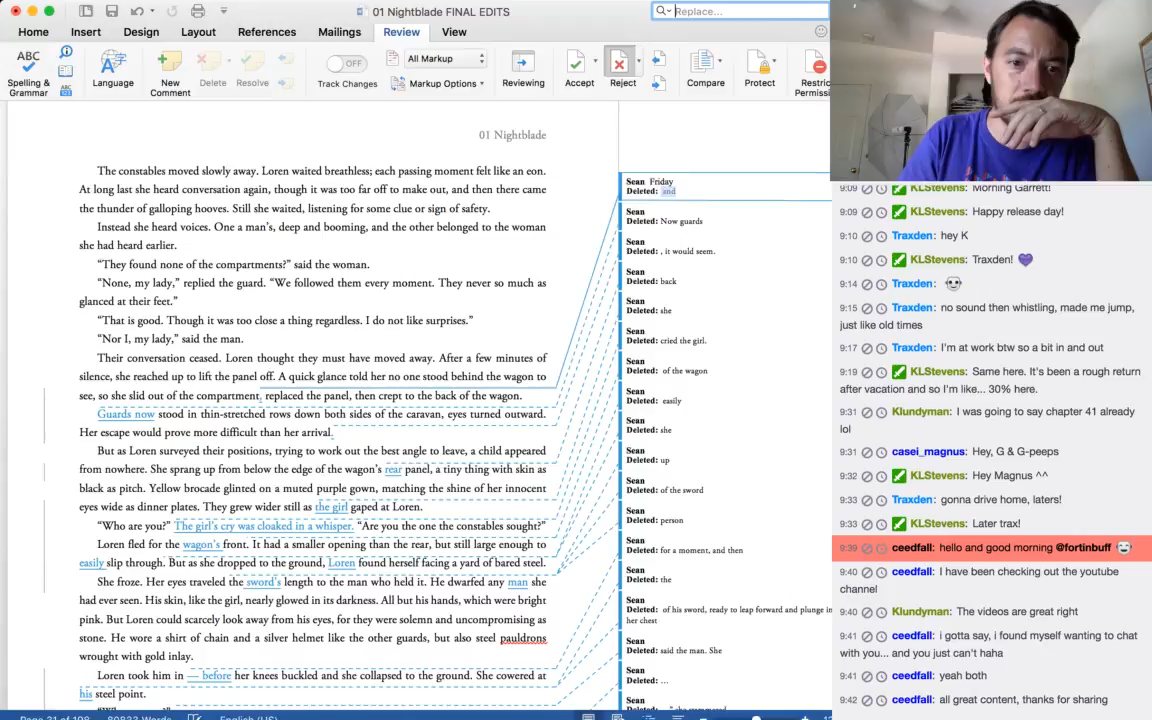 01 Nightblade FINAL EDITS
Replace...
Home Insert Design Layout References Mailings Review View
ABC
Spelling &
Grammar
ABC
Language
New
Comment
Delete
Resolve
OFF
Track Changes
All Markup
Markup Options
Reviewing
Accept
Reject
Compare
Protect
Restric
Permissi
01 Nightblade
The constables moved slowly away. Loren waited breathless; each passing moment felt like an eon.
At long last she heard conversation again, though it was too far off to make out, and then there came
the thunder of galloping hooves. Still she waited, listening for some clue or sign of safety.
Instead she heard voices. One a man’s, deep and booming, and the other belonged to the woman
she had heard earlier.
“They found none of the compartments?” said the woman.
“None, my lady,” replied the guard. “We followed them every moment. They never so much as
glanced at their feet.”
“That is good. Though it was too close a thing regardless. I do not like surprises.”
“Nor I, my lady,” said the man.
Their conversation ceased. Loren thought they must have moved away. After a few minutes of
silence, she reached up to lift the panel off. A quick glance told her no one stood behind the wagon to
see, so she slid out of the compartment, replaced the panel, then crept to the back of the wagon.
Guards now stood in thin-stretched rows down both sides of the caravan, eyes turned outward.
Her escape would prove more difficult than her arrival.
But as Loren surveyed their positions, trying to work out the best angle to leave, a child appeared
from nowhere. She sprang up from below the edge of the wagon’s rear panel, a tiny thing with skin as
black as pitch. Yellow brocade glinted on a muted purple gown, matching the shine of her innocent
eyes wide as dinner plates. They grew wider still as the girl gaped at Loren.
“Who are you?” The girl’s cry was cloaked in a whisper. “Are you the one the constables sought?”
Loren fled for the wagon’s front. It had a smaller opening than the rear, but still large enough to
easily slip through. But as she dropped to the ground, Loren found herself facing a yard of bared steel.
She froze. Her eyes traveled the sword’s length to the man who held it. He dwarfed any man she
had ever seen. His skin, like the girl, nearly glowed in its darkness. All but his hands, which were bright
pink. But Loren could scarcely look away from his eyes, for they were solemn and uncompromising as
stone. He wore a shirt of chain and a silver helmet like the other guards, but also steel pauldrons
wrought with gold inlay.
Loren took him in — before her knees buckled and she collapsed to the ground. She cowered at
his steel point.
Sean Friday
Deleted: and
Sean
Deleted: Now guards
Sean
Deleted: , it would seem.
Sean
Deleted: back
Sean
Deleted: she
Sean
Deleted: cried the girl.
Sean
Deleted: of the wagon
Sean
Deleted: easily
Sean
Deleted: she
Sean
Deleted: up
Sean
Deleted: of the sword
Sean
Deleted: person
Sean
Deleted: for a moment, and then
Sean
Deleted: the
Sean
Deleted: of his sword, ready to leap forward and plunge in
her chest
Sean
Deleted: said the man. She
Sean
Deleted: ...
Sean
Page 31 of 198 80833 Words English (US)
9:09 KLStevens: Morning Garrett!
9:09 KLStevens: Happy release day!
9:10 Traxden: hey K
9:10 KLStevens: Traxden!
9:14 Traxden:
9:15 Traxden: no sound then whistling, made me jump,
just like old times
9:17 Traxden: I'm at work btw so a bit in and out
9:19 KLStevens: Same here. It's been a rough return
after vacation and so I'm like... 30% here.
9:31 Klundyman: I was going to say chapter 41 already
lol
9:31 casei_magnus: Hey, G & G-peeps
9:32 KLStevens: Hey Magnus ^^
9:33 Traxden: gonna drive home, laters!
9:33 KLStevens: Later trax!
9:39 ceedfall: hello and good morning @fortinbuff
9:40 ceedfall: I have been checking out the youtube
channel
9:40 Klundyman: The videos are great right
9:41 ceedfall: i gotta say, i found myself wanting to chat
with you... and you just can't haha
9:41 ceedfall: yeah both
9:42 ceedfall: all great content, thanks for sharing